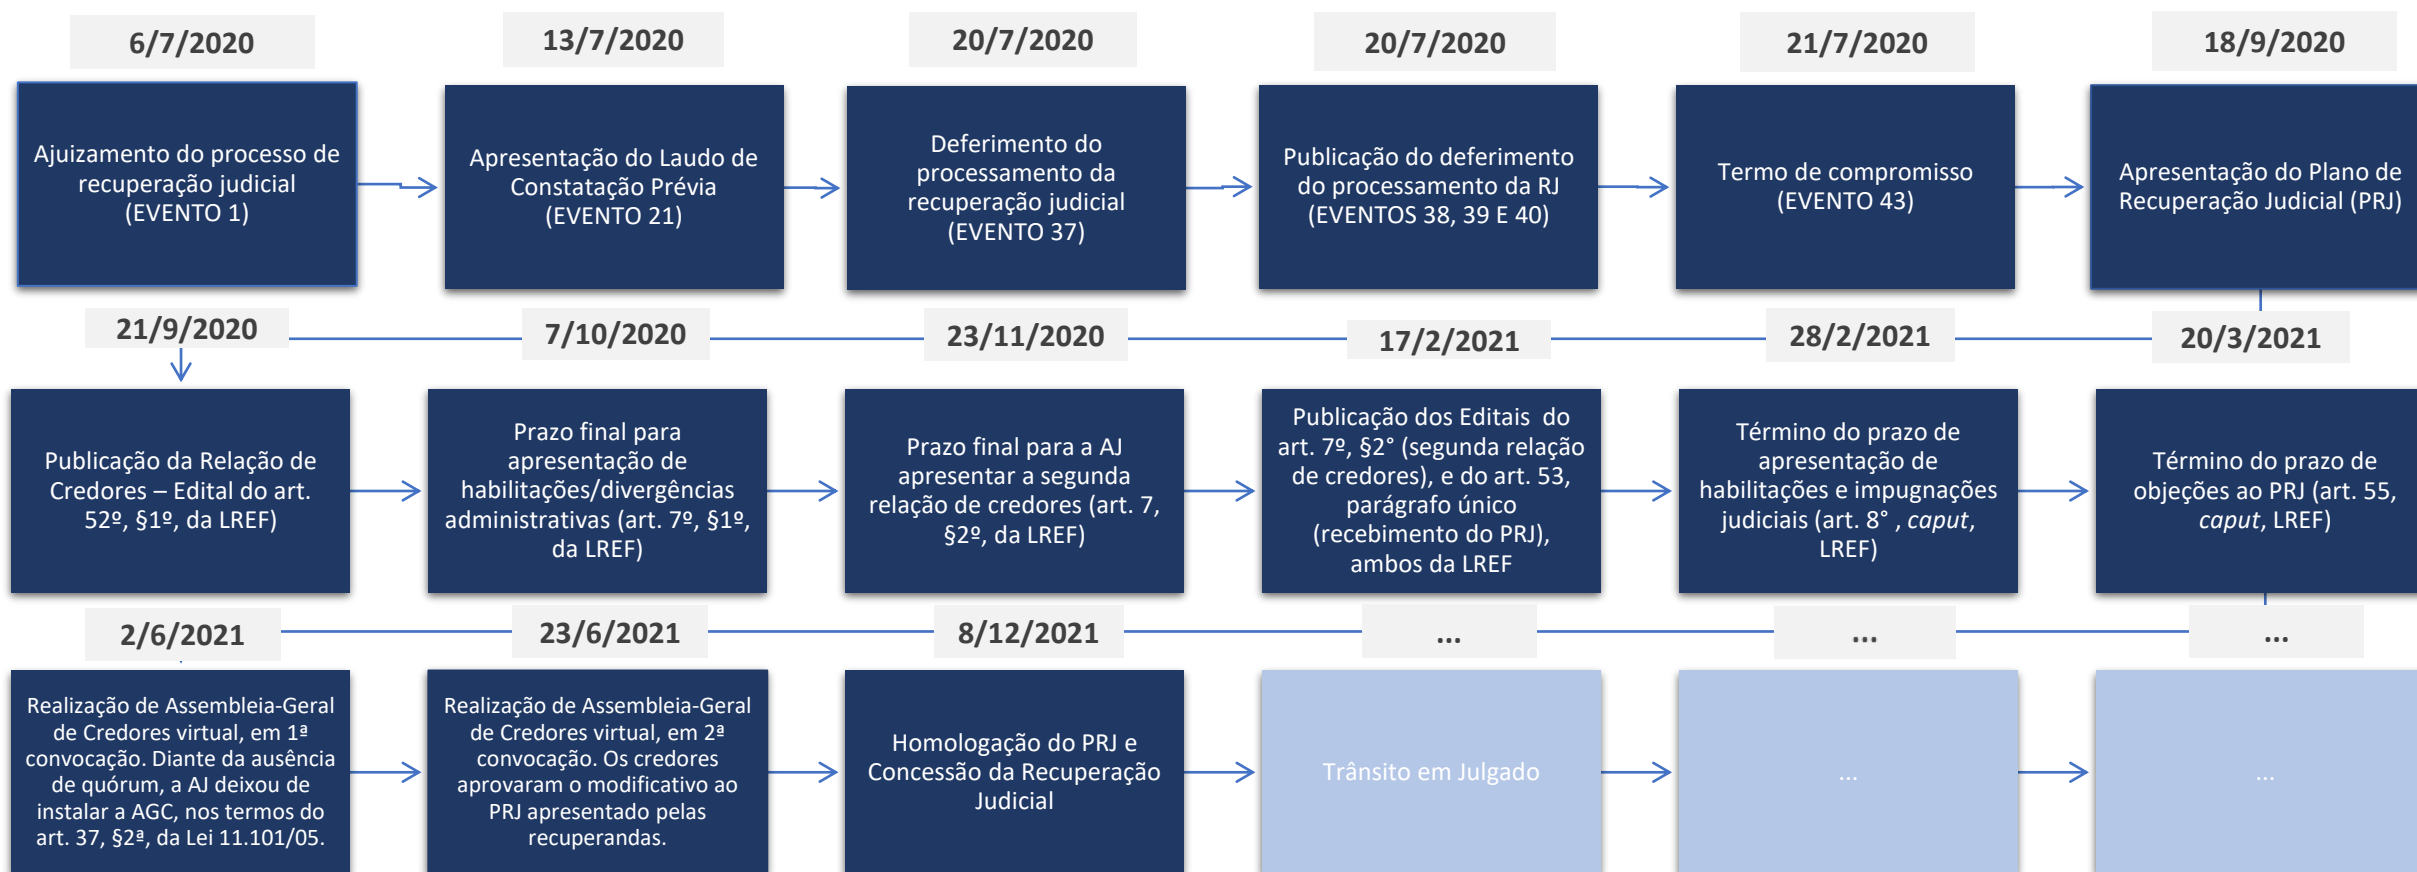 6/7/2020
13/7/2020
20/7/2020
20/7/2020
21/7/2020
18/9/2020
Ajuizamento do processo de
recuperação judicial
(EVENTO 1)
Apresentação do Laudo de
Constatação Prévia
(EVENTO 21)
Deferimento do
processamento da
recuperação judicial
(EVENTO 37)
Publicação do deferimento
do processamento da RJ
(EVENTOS 38, 39 E 40)
Termo de compromisso
(EVENTO 43)
Apresentação do Plano de
Recuperação Judicial (PRJ)
21/9/2020
7/10/2020
23/11/2020
17/2/2021
28/2/2021
20/3/2021
Publicação da Relação de
Credores – Edital do art.
52º, §1º, da LREF)
Prazo final para
apresentação de
habilitações/divergências
administrativas (art. 7º, §1º,
da LREF)
Prazo final para a AJ
apresentar a segunda
relação de credores (art. 7,
§2º, da LREF)
Publicação dos Editais do
art. 7º, §2° (segunda relação
de credores), e do art. 53,
parágrafo único
(recebimento do PRJ),
ambos da LREF
Término do prazo de
apresentação de
habilitações e impugnações
judiciais (art. 8° , caput,
LREF)
Término do prazo de
objeções ao PRJ (art. 55,
caput, LREF)
2/6/2021
23/6/2021
8/12/2021
...
...
...
Realização de Assembleia-Geral
de Credores virtual, em 1ª
convocação. Diante da ausência
de quórum, a AJ deixou de
instalar a AGC, nos termos do
art. 37, §2ª, da Lei 11.101/05.
Realização de Assembleia-Geral
de Credores virtual, em 2ª
convocação. Os credores
aprovaram o modificativo ao
PRJ apresentado pelas
recuperandas.
Homologação do PRJ e
Concessão da Recuperação
Judicial
Trânsito em Julgado
...
...